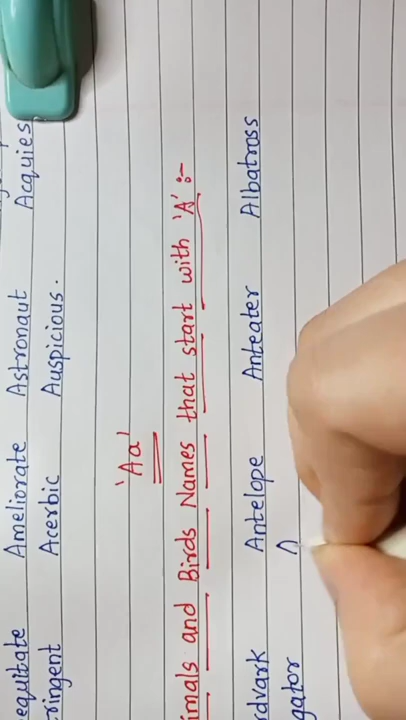 equitate Ameliorate Astronaut Acquies
ringent Acerbic Auspicious.
'Aa'
imals and Birds Names that start with 'A' :-
dvark Antelope Anteater Albatross
gator